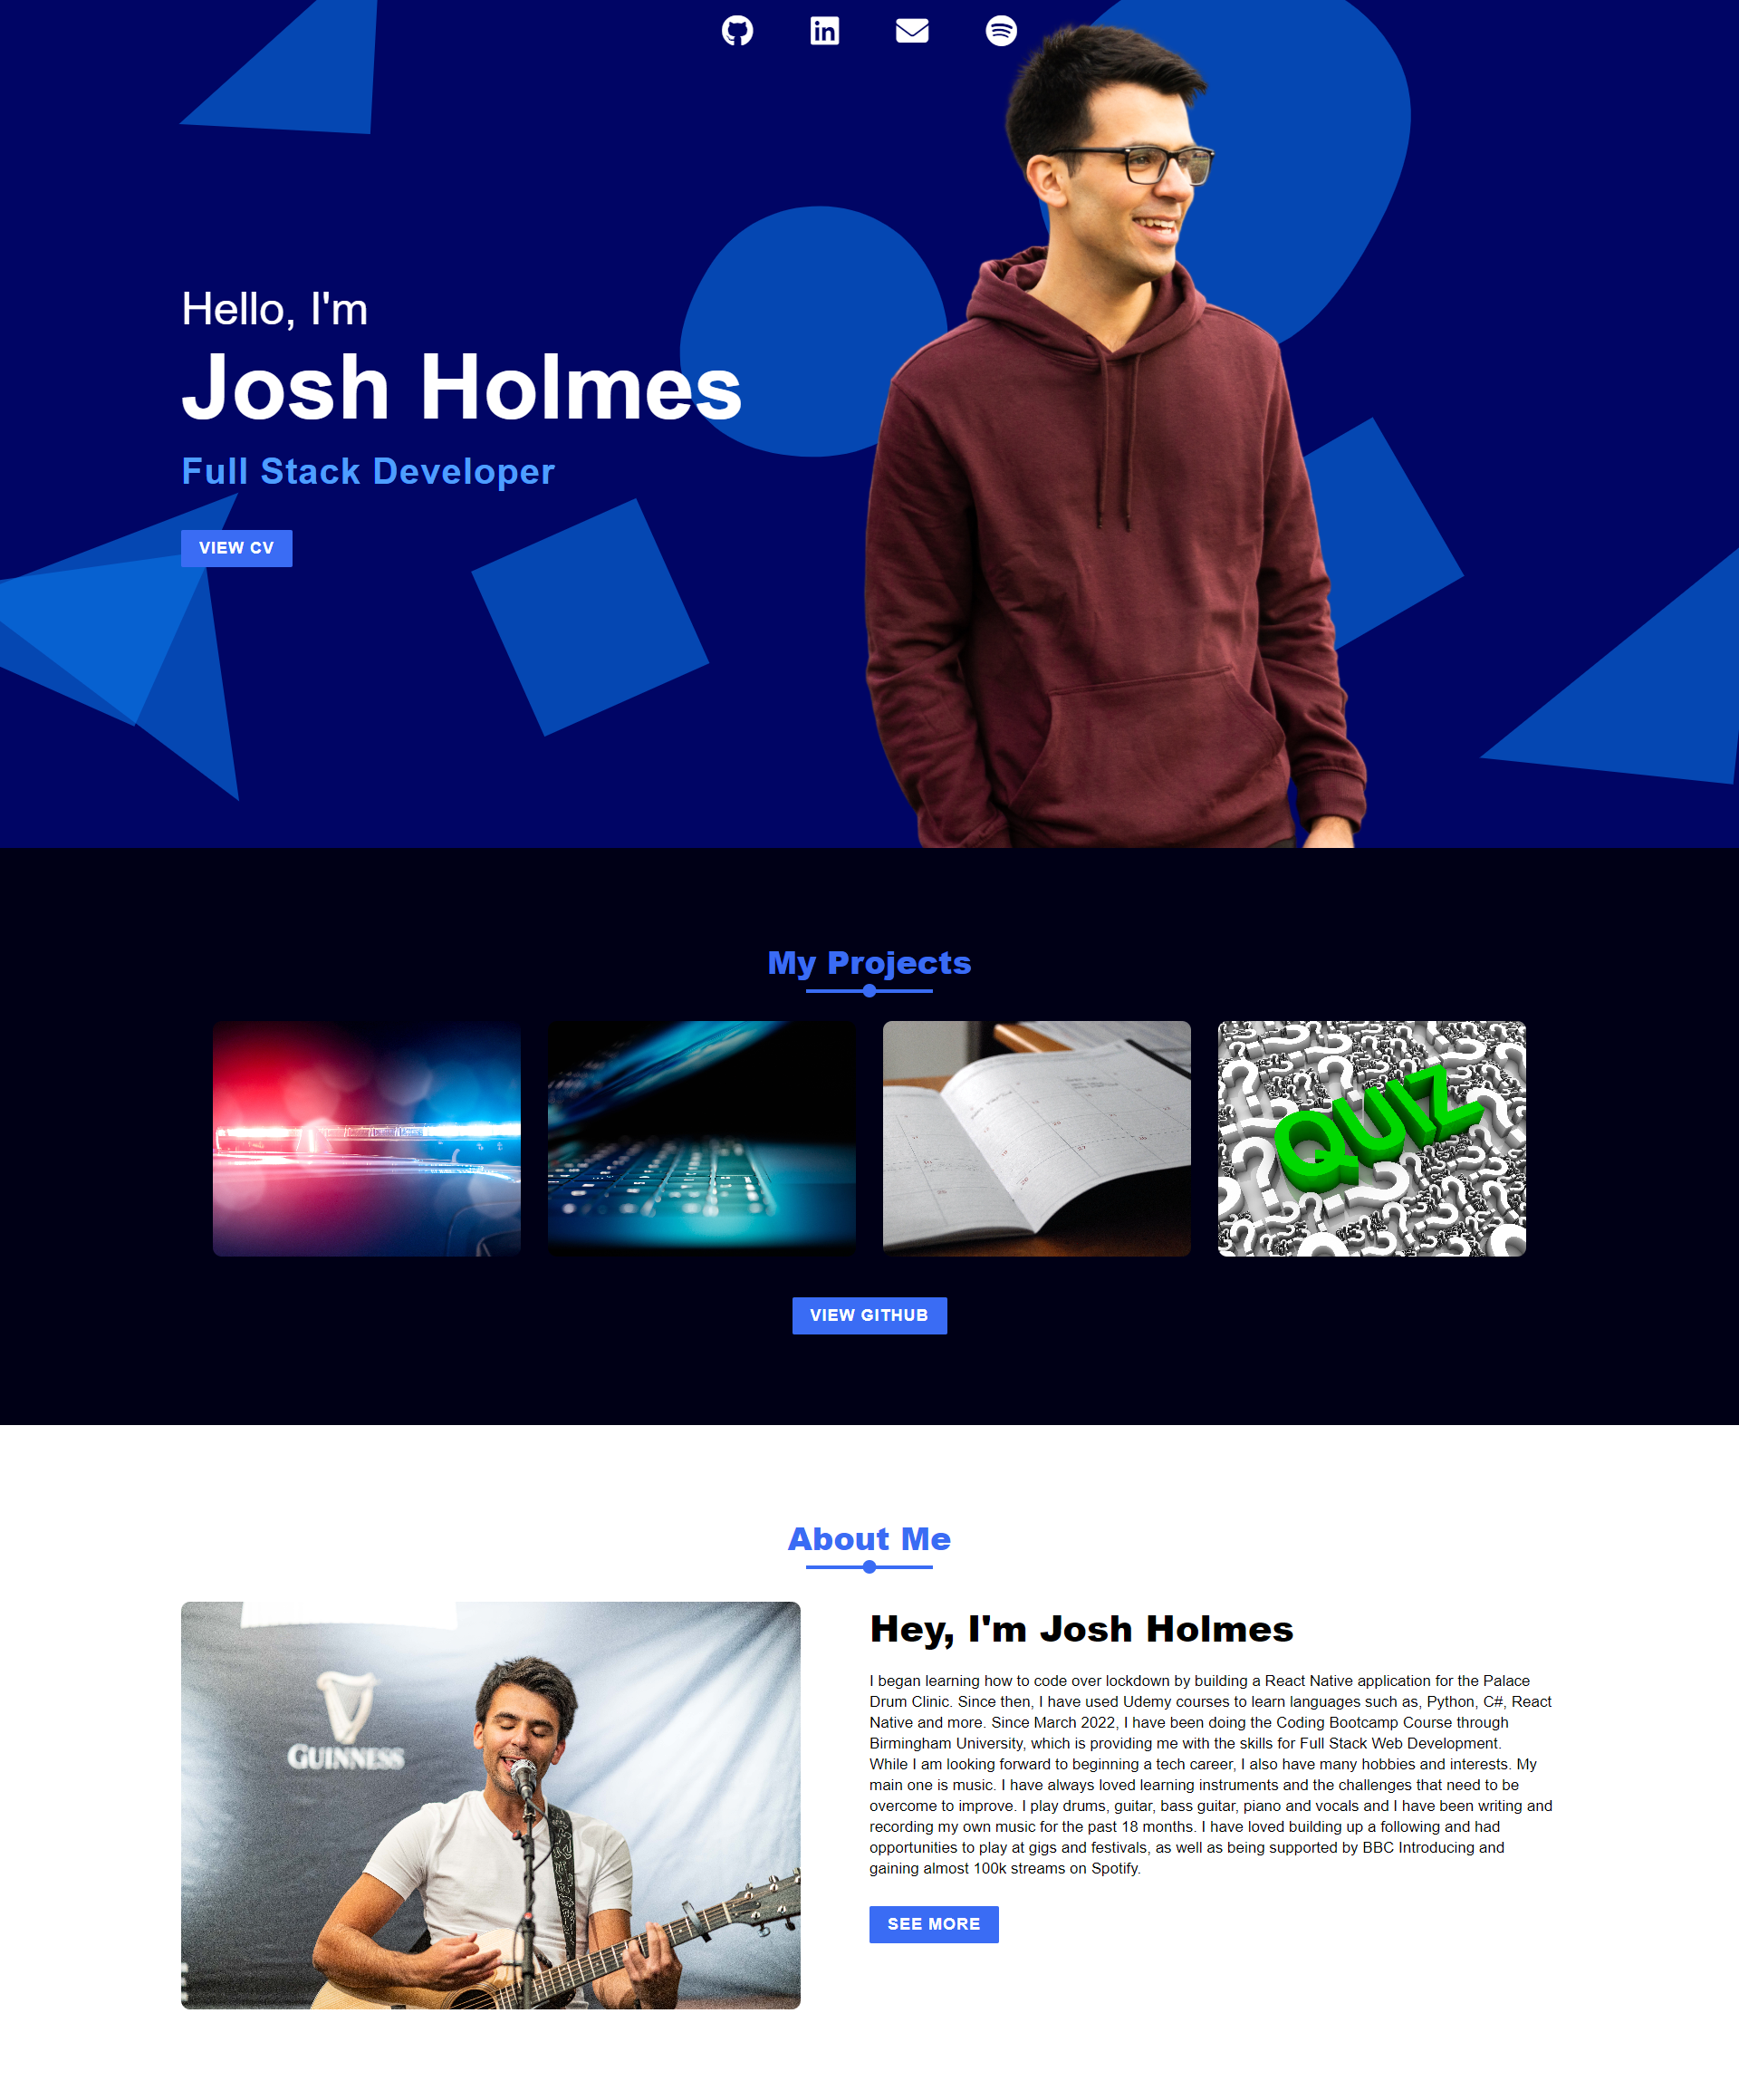 Hello, I'm
Josh Holmes
Full Stack Developer
VIEW CV
My Projects
QUIZ
VIEW GITHUB
About Me
GUINNESS
Hey, I'm Josh Holmes
I began learning how to code over lockdown by building a React Native application for the Palace
Drum Clinic. Since then, I have used Udemy courses to learn languages such as, Python, C#, React
Native and more. Since March 2022, I have been doing the Coding Bootcamp Course through
Birmingham University, which is providing me with the skills for Full Stack Web Development.
While I am looking forward to beginning a tech career, I also have many hobbies and interests. My
main one is music. I have always loved learning instruments and the challenges that need to be
overcome to improve. I play drums, guitar, bass guitar, piano and vocals and I have been writing and
recording my own music for the past 18 months. I have loved building up a following and had
opportunities to play at gigs and festivals, as well as being supported by BBC Introducing and
gaining almost 100k streams on Spotify.
SEE MORE